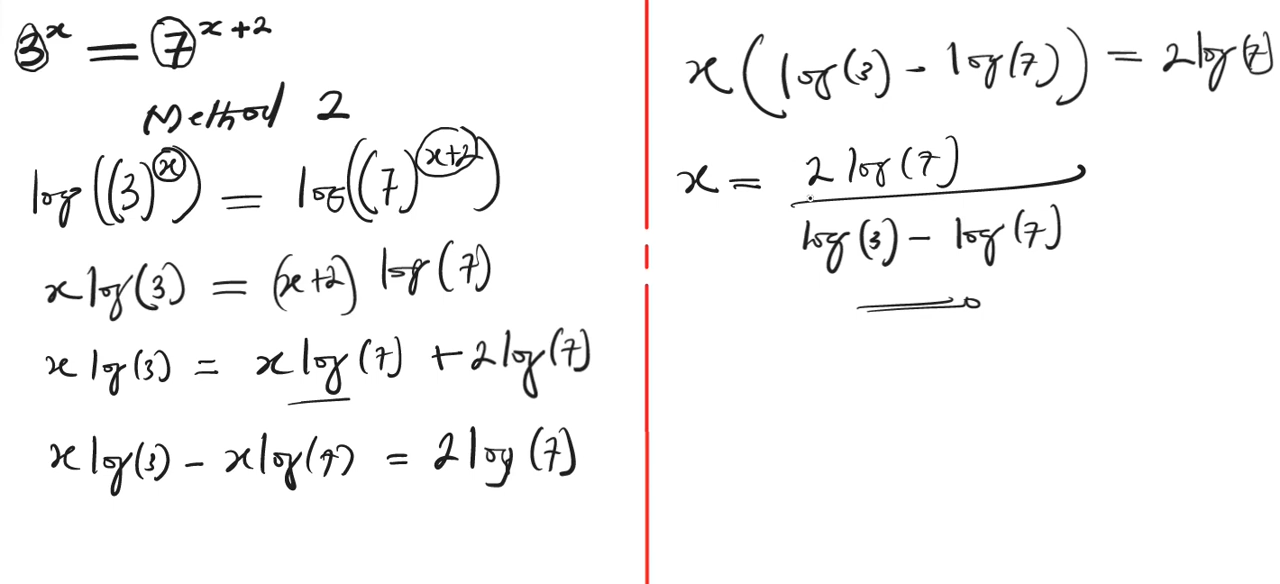 3^x = 7^{x+2}
Method 2
log((3)^x) = log((7)^{x+2})
x log(3) = (x+2) log(7)
x log(3) = x log(7) + 2 log(7)
x log(3) - x log(7) = 2 log(7)
x(log(3) - log(7)) = 2 log(7)
x = \frac{2 log(7)}{log(3) - log(7)}